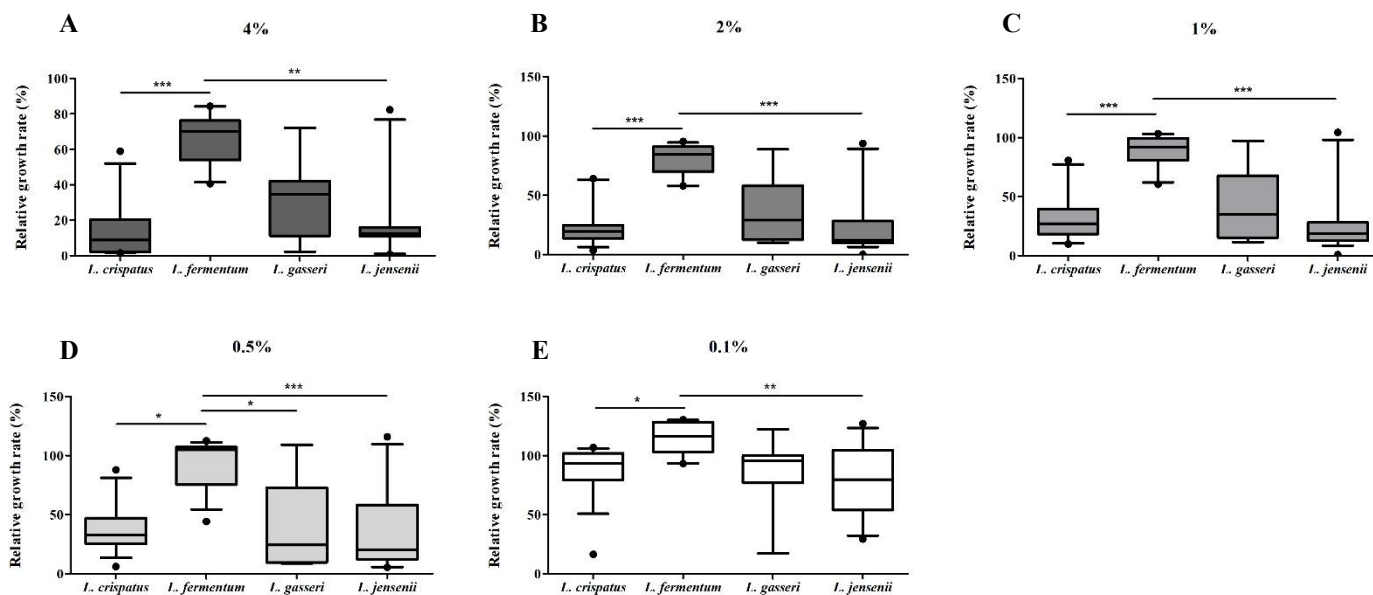 A
4%
Relative growth rate (%)
100
80
60
40
20
0
***
**
L. crispatus
L. fermentum
L. gasseri
L. jensenii
B
2%
Relative growth rate (%)
150
100
50
0
***
***
L. crispatus
L. fermentum
L. gasseri
L. jensenii
C
1%
Relative growth rate (%)
150
100
50
0
***
***
L. crispatus
L. fermentum
L. gasseri
L. jensenii
D
0.5%
Relative growth rate (%)
150
100
50
0
***
*
*
L. crispatus
L. fermentum
L. gasseri
L. jensenii
E
0.1%
Relative growth rate (%)
150
100
50
0
**
*
L. crispatus
L. fermentum
L. gasseri
L. jensenii